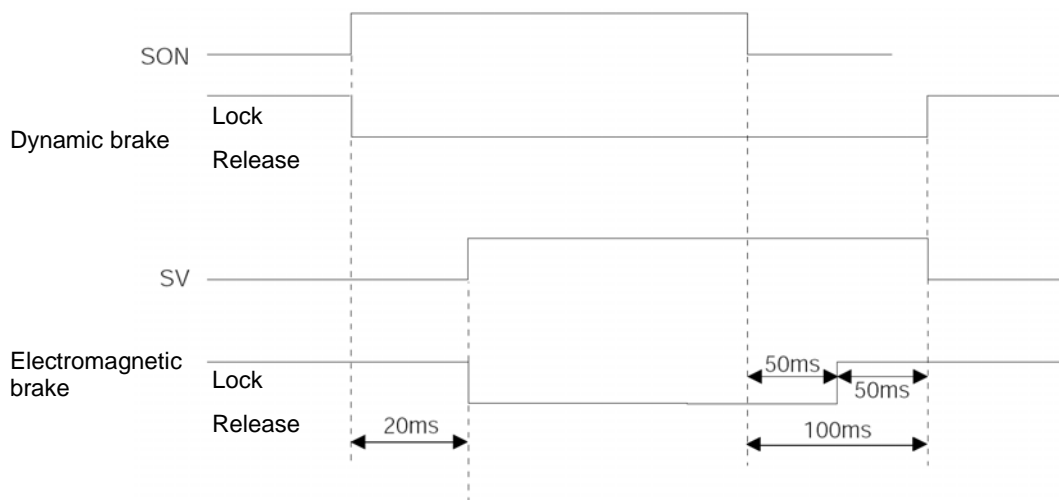 SON
Lock
Dynamic brake
Release
SV
Electromagnetic
brake
Lock
Release
20ms
50ms
50ms
100ms